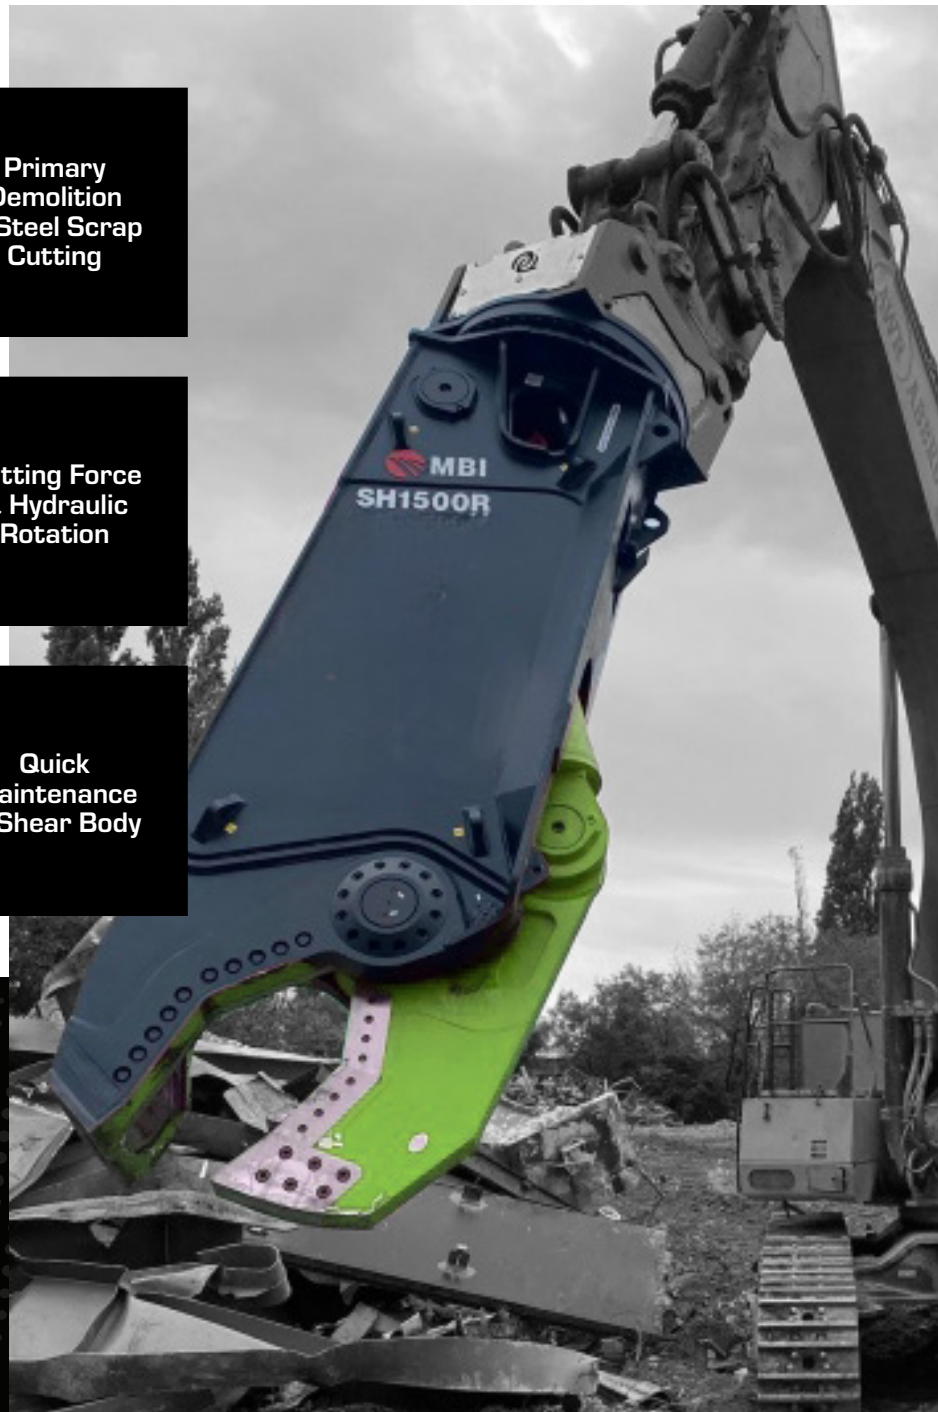 Primary
Demolition
Steel Scrap
Cutting
tting Force
Hydraulic
Rotation
MBI
SH1500R
Quick
aintenance
Shear Body